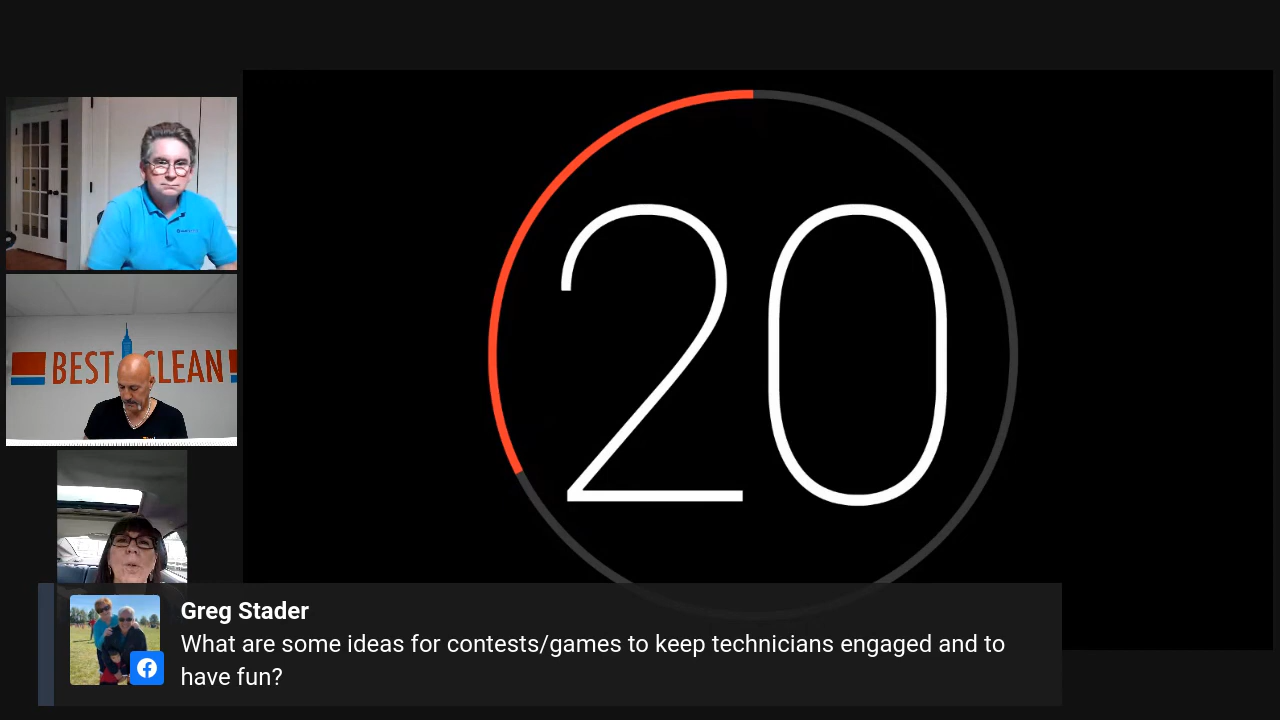 20
BEST CLEAN
Greg Stader
What are some ideas for contests/games to keep technicians engaged and to
have fun?